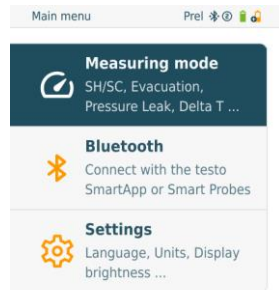 Main menu Prel
Measuring mode
SH/SC, Evacuation,
Pressure Leak, Delta T ...
Bluetooth
Connect with the testo
SmartApp or Smart Probes
Settings
Language, Units, Display
brightness ...